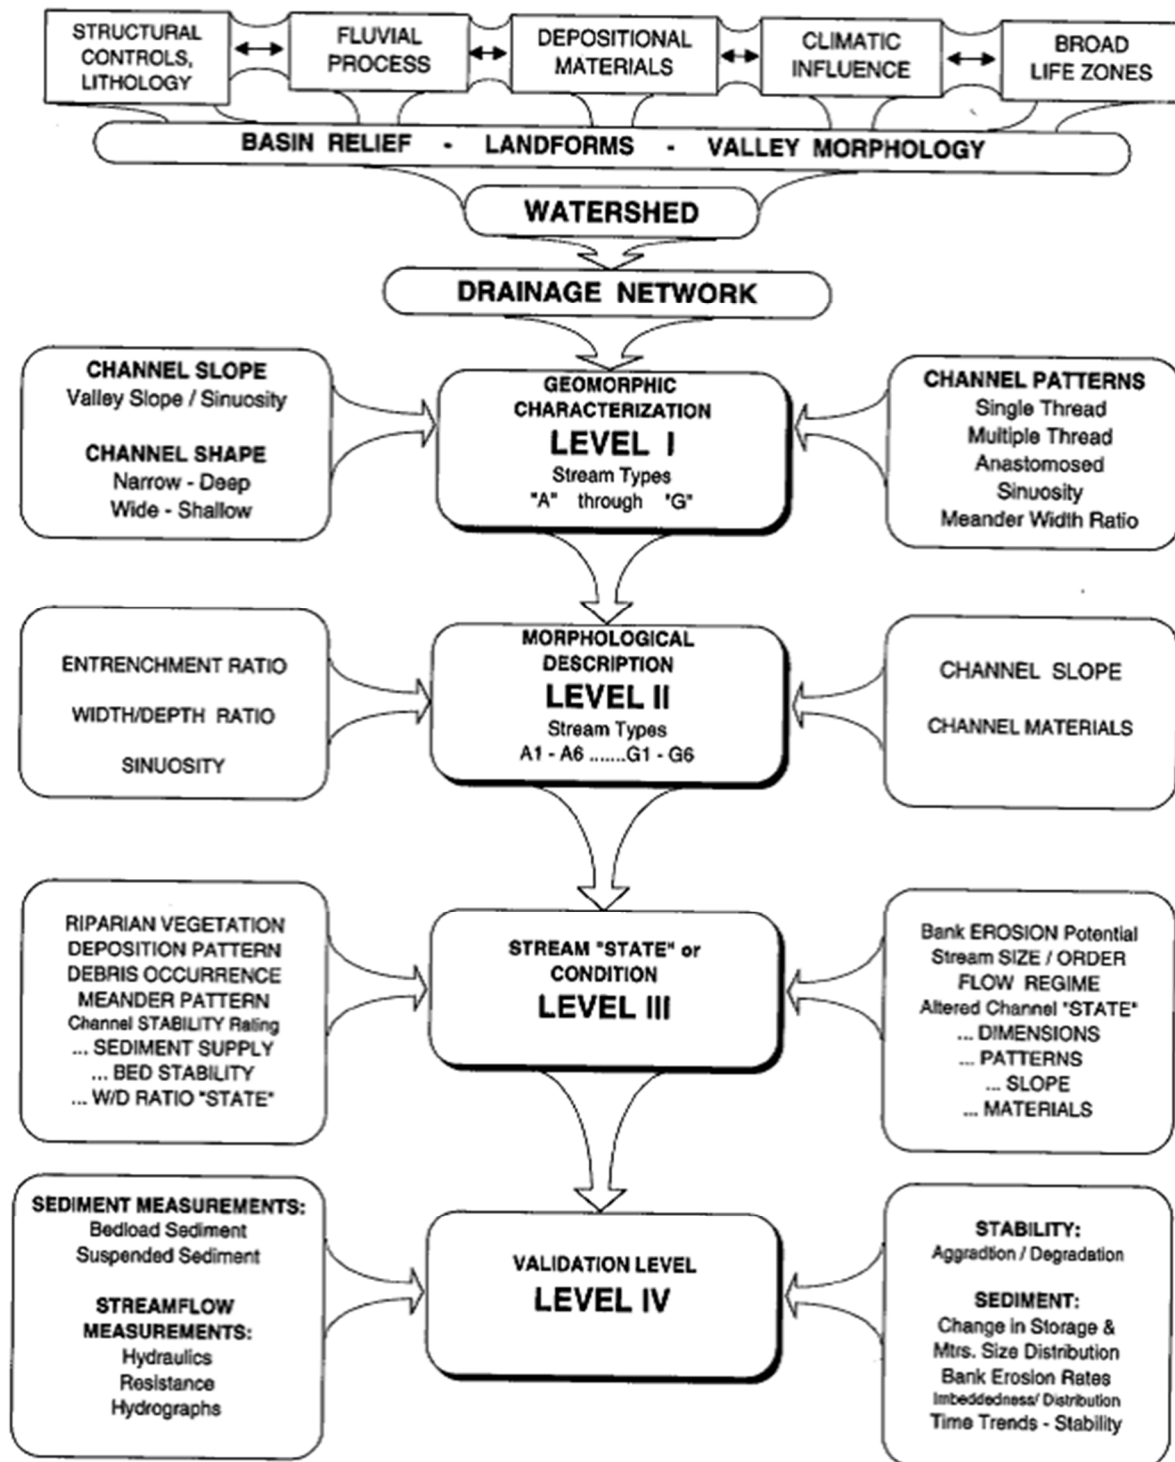 STRUCTURAL
CONTROLS,
LITHOLOGY
FLUVIAL
PROCESS
DEPOSITIONAL
MATERIALS
CLIMATIC
INFLUENCE
BROAD
LIFE ZONES
BASIN RELIEF - LANDFORMS - VALLEY MORPHOLOGY
WATERSHED
DRAINAGE NETWORK
CHANNEL SLOPE
Valley Slope / Sinuosity
CHANNEL SHAPE
Narrow - Deep
Wide - Shallow
GEOMORPHIC
CHARACTERIZATION
LEVEL I
Stream Types
"A" through "G"
CHANNEL PATTERNS
Single Thread
Multiple Thread
Anastomosed
Sinuosity
Meander Width Ratio
ENTRENCHMENT RATIO
WIDTH/DEPTH RATIO
SINUOSITY
MORPHOLOGICAL
DESCRIPTION
LEVEL II
Stream Types
A1 - A6 .......G1 - G6
CHANNEL SLOPE
CHANNEL MATERIALS
RIPARIAN VEGETATION
DEPOSITION PATTERN
DEBRIS OCCURRENCE
MEANDER PATTERN
Channel STABILITY Rating
... SEDIMENT SUPPLY
... BED STABILITY
... W/D RATIO "STATE"
STREAM "STATE" or
CONDITION
LEVEL III
Bank EROSION Potential
Stream SIZE / ORDER
FLOW REGIME
Altered Channel "STATE"
... DIMENSIONS
... PATTERNS
... SLOPE
... MATERIALS
SEDIMENT MEASUREMENTS:
Bedload Sediment
Suspended Sediment
STREAMFLOW
MEASUREMENTS:
Hydraulics
Resistance
Hydrographs
VALIDATION LEVEL
LEVEL IV
STABILITY:
Aggradtion / Degradation
SEDIMENT:
Change in Storage &
Mtrs. Size Distribution
Bank Erosion Rates
Imbeddedness/ Distribution
Time Trends - Stability